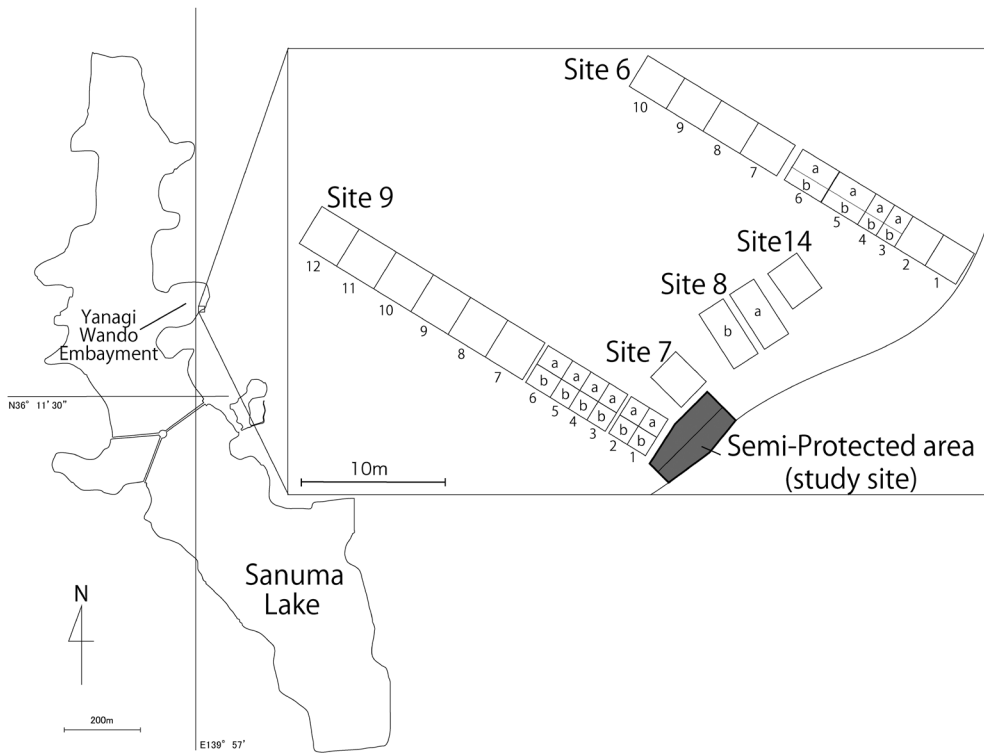 Site 6
10
9
8
7
a
b
6
a
b
5
a
b
4
a
b
3
2
1
Site 9
12
11
10
9
8
7
a
b
6
a
b
5
a
b
4
a
b
3
a
b
2
a
b
1
Site14
Site 8
a
b
Site 7
Semi-Protected area
(study site)
10m
Yanagi
Wando
Embayment
N36° 11' 30"
Sanuma
Lake
N
200m
E139° 57'